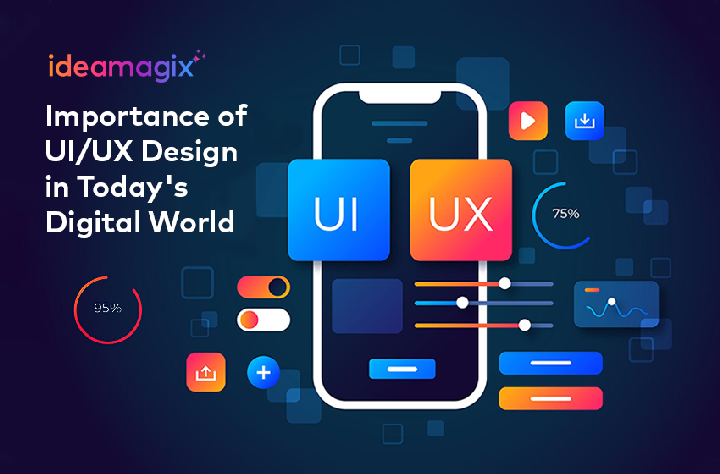 ideamagix
Importance of
UI/UX Design
in Today's
Digital World
UI
UX
75%
95%